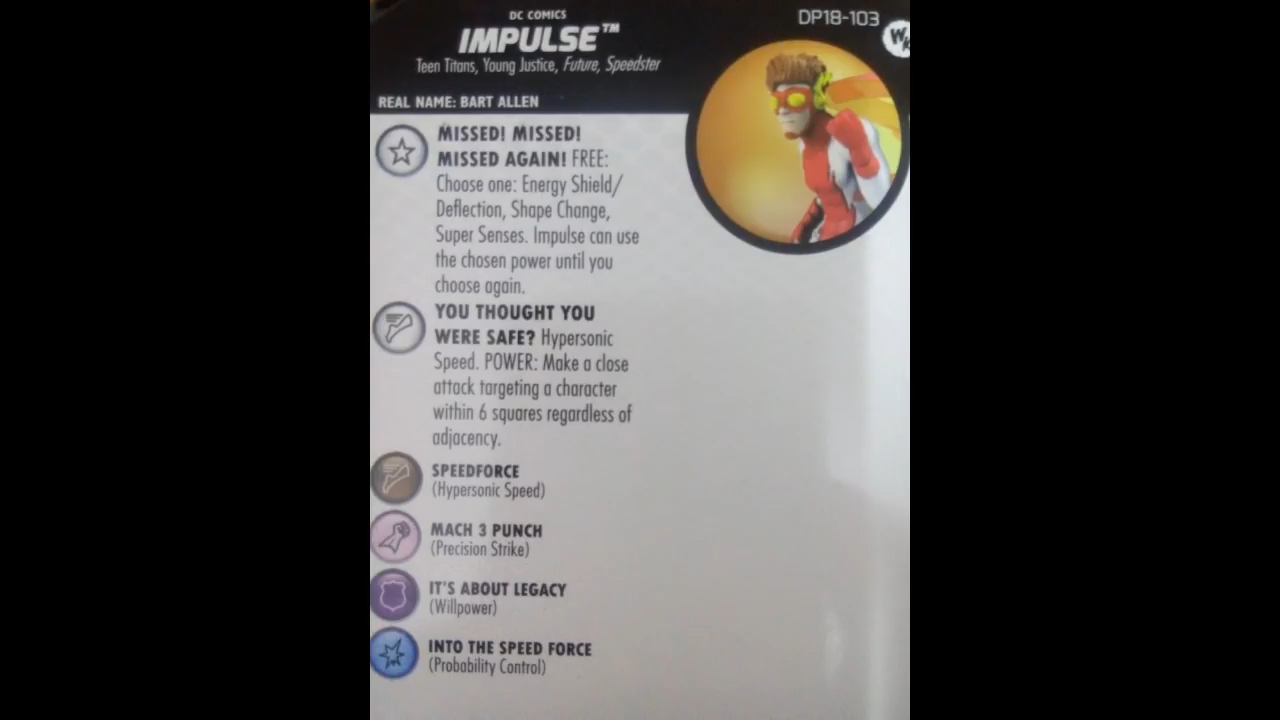 DC COMICS
DP18-103
IMPULSE™
Teen Titans, Young Justice, Future, Speedster
REAL NAME: BART ALLEN
MISSED! MISSED!
MISSED AGAIN! FREE:
Choose one: Energy Shield/
Deflection, Shape Change,
Super Senses. Impulse can use
the chosen power until you
choose again.
YOU THOUGHT YOU
WERE SAFE? Hypersonic
Speed. POWER: Make a close
attack targeting a character
within 6 squares regardless of
adjacency.
SPEEDFORCE
(Hypersonic Speed)
MACH 3 PUNCH
(Precision Strike)
IT'S ABOUT LEGACY
(Willpower)
INTO THE SPEED FORCE
(Probability Control)